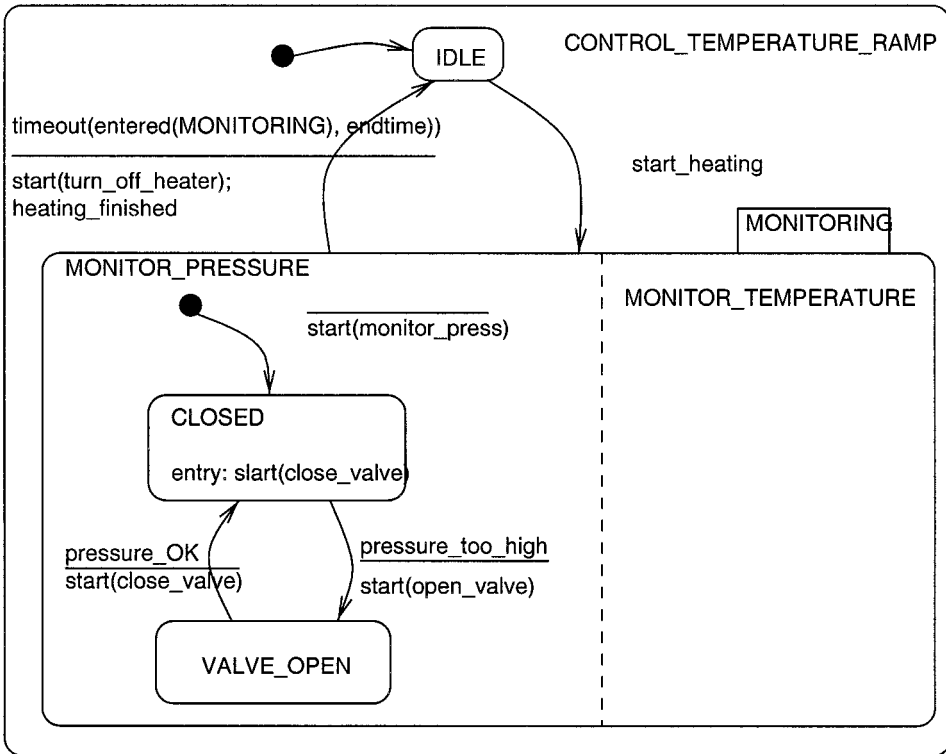 IDLE
CONTROL_TEMPERATURE_RAMP
timeout(entered(MONITORING), endtime))
start(turn_off_heater);
heating_finished
start_heating
MONITORING
MONITOR_PRESSURE
MONITOR_TEMPERATURE
start(monitor_press)
CLOSED
entry: slart(close_valve)
pressure_OK
start(close_valve)
pressure_too_high
start(open_valve)
VALVE_OPEN